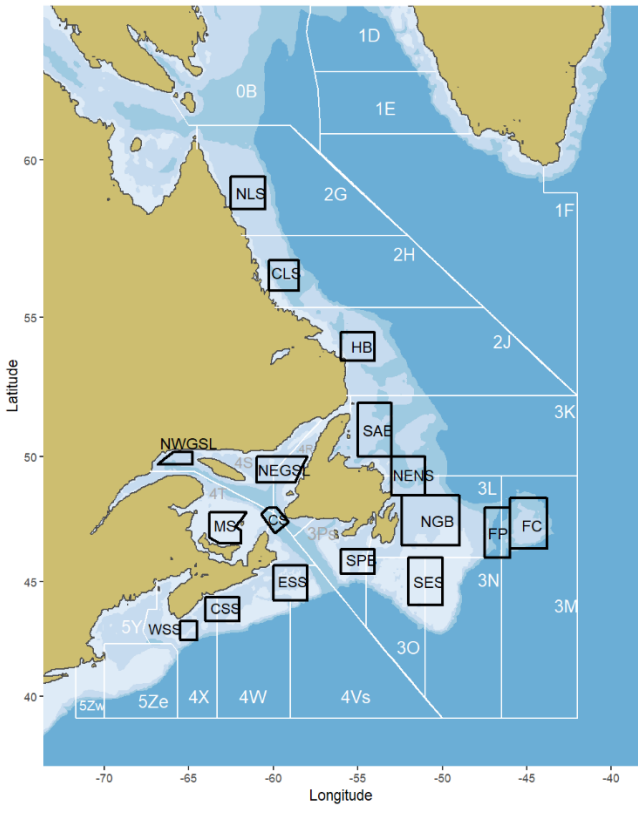 1D
0B
1E
60
NLS
2G
1F
2H
CLS
55
2J
HB
3K
SAB
NWGSL
50
4R
4S
NEGS
NENS
3L
4T
CS
MS
3Ps
NGB
FP
FC
SPB
45
ESS
SES
3N
CSS
3M
5Y
WSS
3O
40
5Zw
5Ze
4X
4W
4Vs
-70
-65
-60
-55
-50
-45
-40
Longitude
Latitude